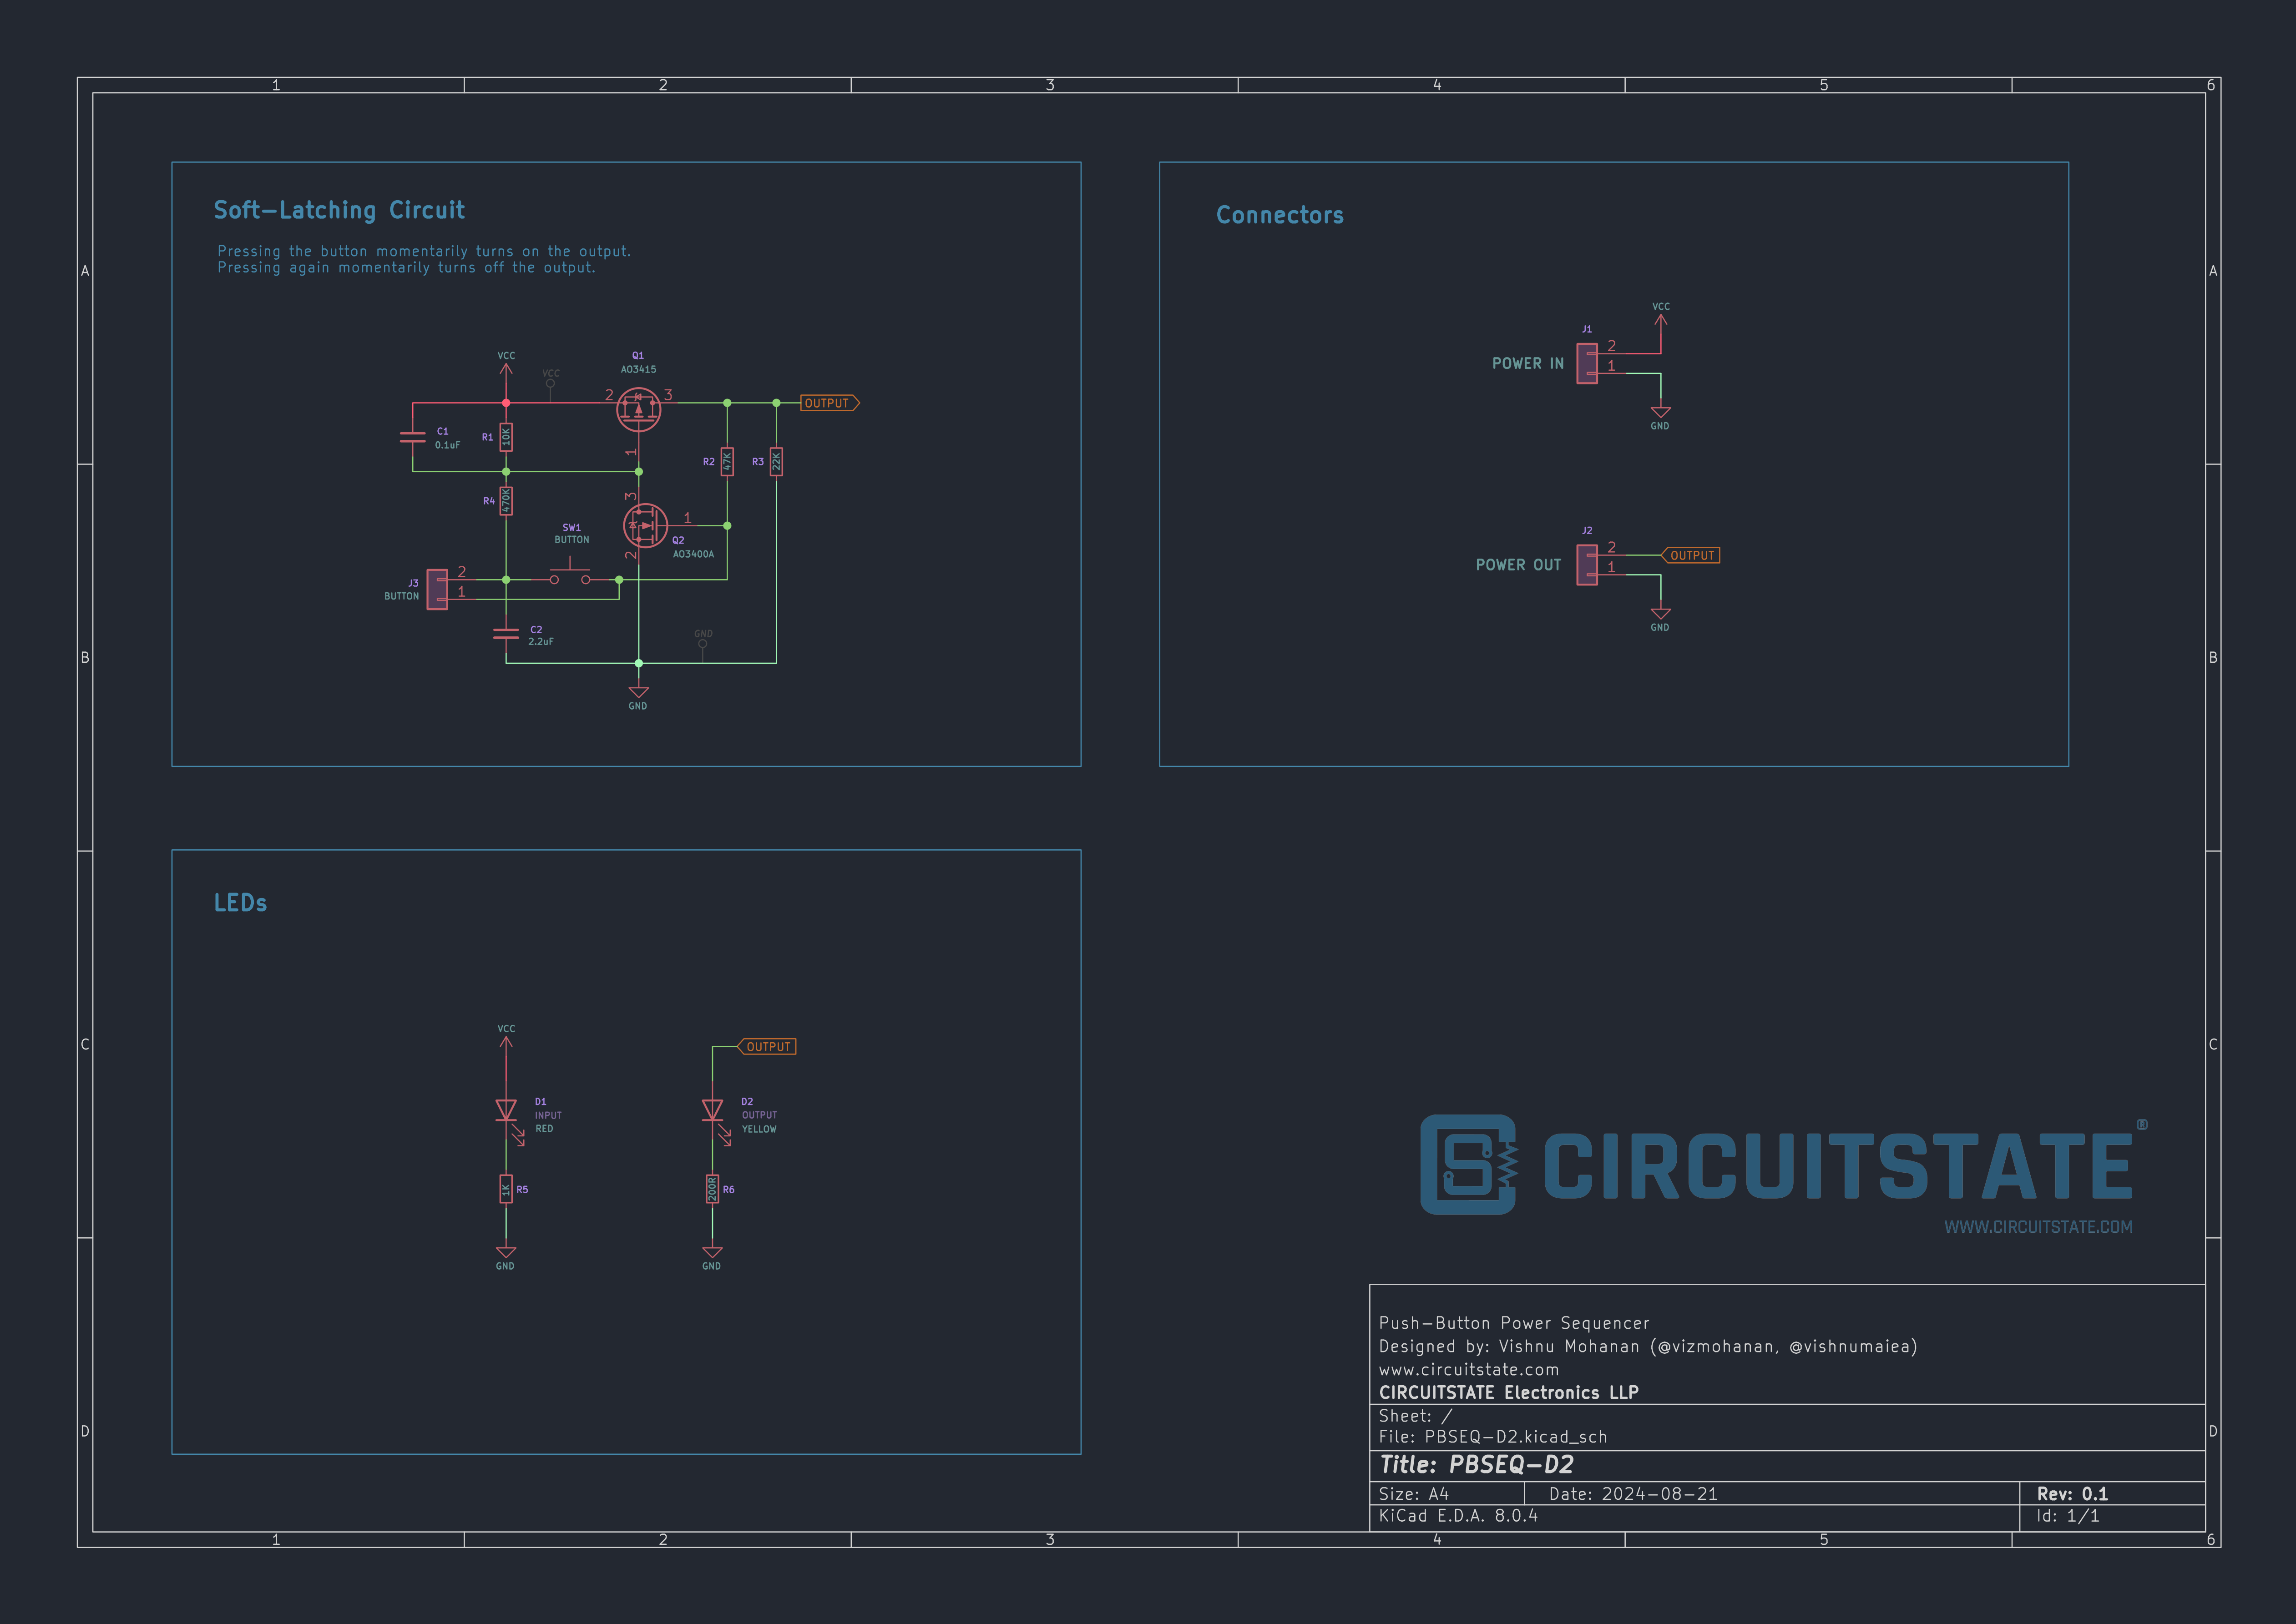 1 2 3 4 5 6
A
B
C
D
Soft-Latching Circuit
Pressing the button momentarily turns on the output.
Pressing again momentarily turns off the output.
VCC
VCC
Q1
AO3415
2
3
1
OUTPUT
C1
0.1uF
R1
10K
R2
47K
R3
22K
R4
470K
3
1
2
Q2
AO3400A
SW1
BUTTON
J3
BUTTON
2
1
C2
2.2uF
GND
GND
Connectors
VCC
J1
POWER IN
2
1
GND
J2
POWER OUT
2
1
OUTPUT
GND
A
B
C
D
LEDs
VCC
D1
INPUT
RED
1K
R5
GND
OUTPUT
D2
OUTPUT
YELLOW
200R
R6
GND
CIRCUITSTATE ®
WWW.CIRCUITSTATE.COM
Push-Button Power Sequencer
Designed by: Vishnu Mohanan (@vizmohanan, @vishnumaiea)
www.circuitstate.com
CIRCUITSTATE Electronics LLP
Sheet: /
File: PBSEQ-D2.kicad_sch
Title: PBSEQ-D2
Size: A4 Date: 2024-08-21 Rev: 0.1
KiCad E.D.A. 8.0.4 Id: 1/1
1 2 3 4 5 6